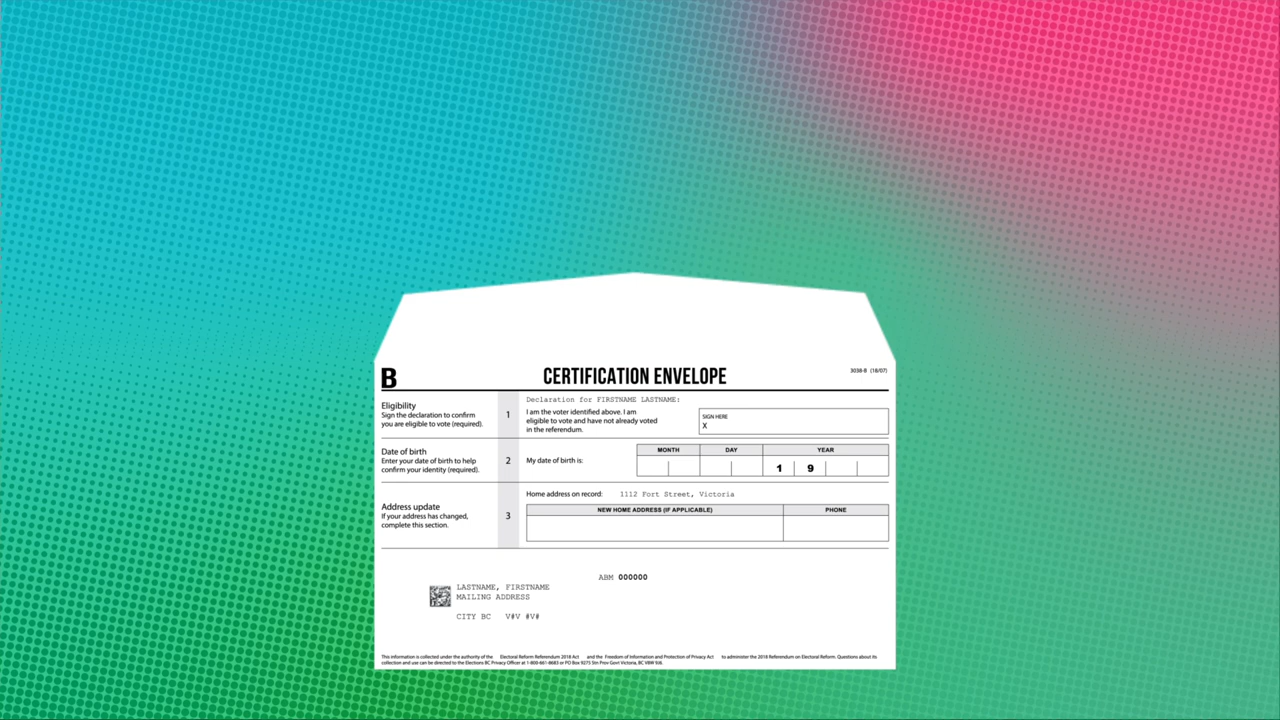 B CERTIFICATION ENVELOPE 3038-B (18/07)
Declaration for FIRSTNAME LASTNAME:
Eligibility
Sign the declaration to confirm
you are eligible to vote (required).
1
I am the voter identified above. I am
eligible to vote and have not already voted
in the referendum.
SIGN HERE
X
Date of birth
Enter your date of birth to help
confirm your identity (required).
2
My date of birth is:
MONTH DAY YEAR
1 9
Address update
If your address has changed,
complete this section.
3
Home address on record: 1112 Fort Street, Victoria
NEW HOME ADDRESS (IF APPLICABLE) PHONE
ABM 000000
LASTNAME, FIRSTNAME
MAILING ADDRESS
CITY BC V#V #V#
This information is collected under the authority of the Electoral Reform Referendum 2018 Act and the Freedom of Information and Protection of Privacy Act to administer the 2018 Referendum on Electoral Reform. Questions about its
collection and use can be directed to the Elections BC Privacy Officer at 1-800-661-8683 or PO Box 9275 Stn Prov Govt Victoria, BC V8W 9J6.